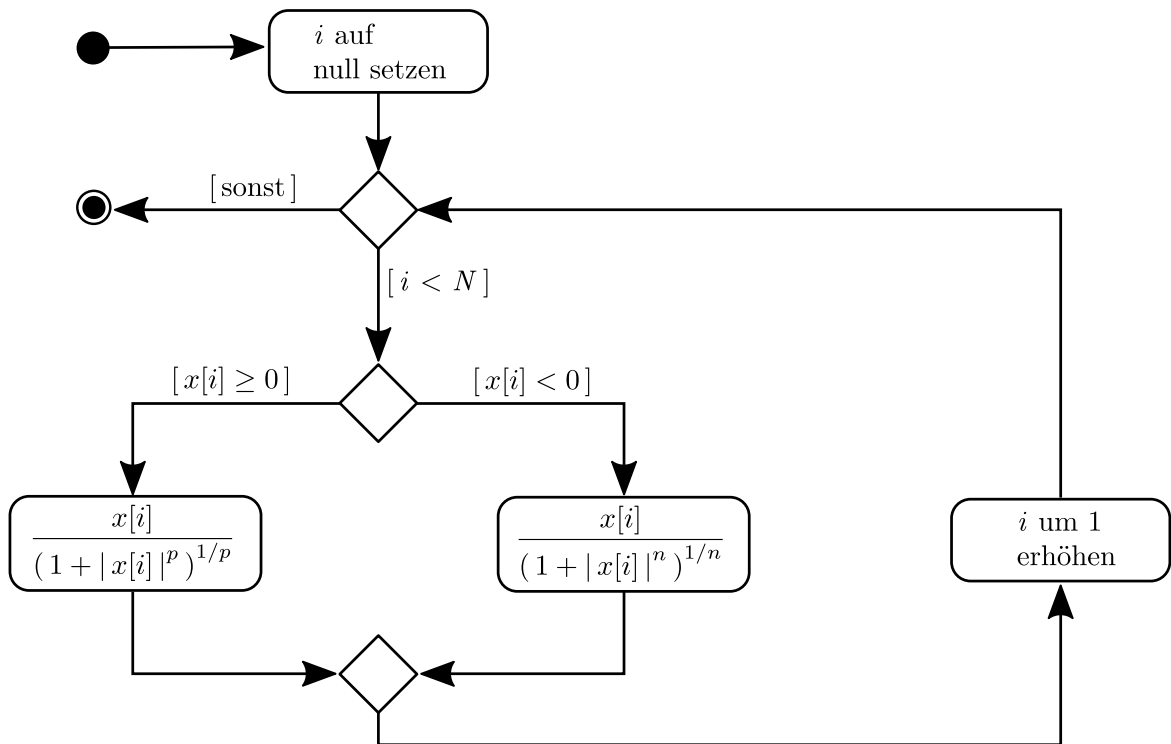 i auf
null setzen
[ sonst ]
[ i < N ]
[ x[i] ≥ 0 ]
[ x[i] < 0 ]
x[i]
( 1 + | x[i] |^p )^{1/p}
x[i]
( 1 + | x[i] |^n )^{1/n}
i um 1
erhöhen